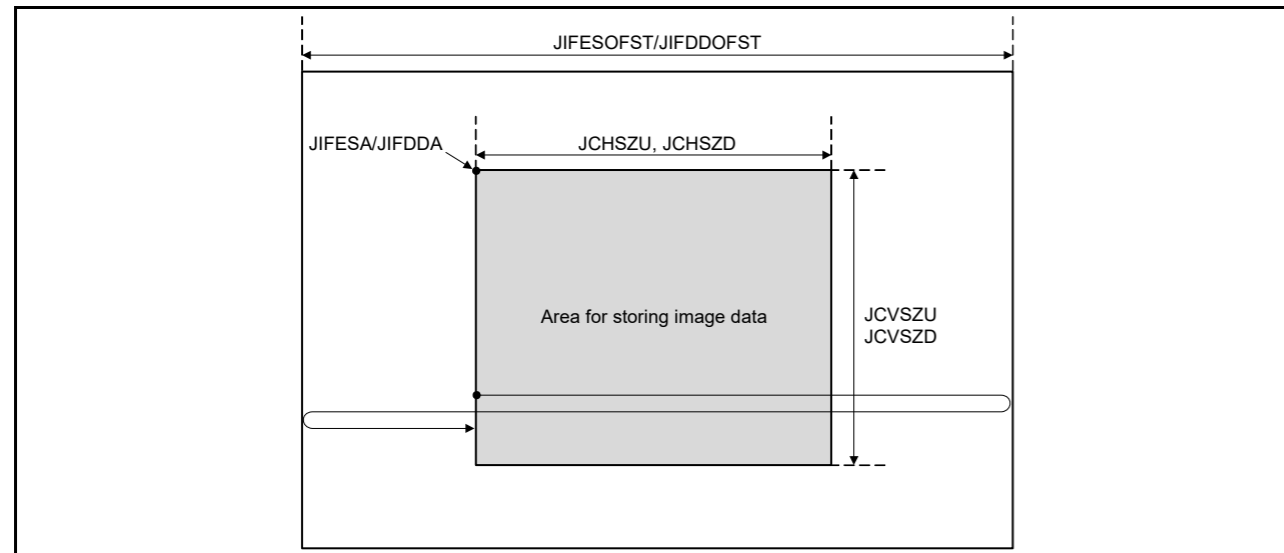 JIFESOFST/JIFDDOFST
JIFESA/JIFDDA
JCHSZU, JCHSZD
Area for storing image data
JCVSZU
JCVSZD